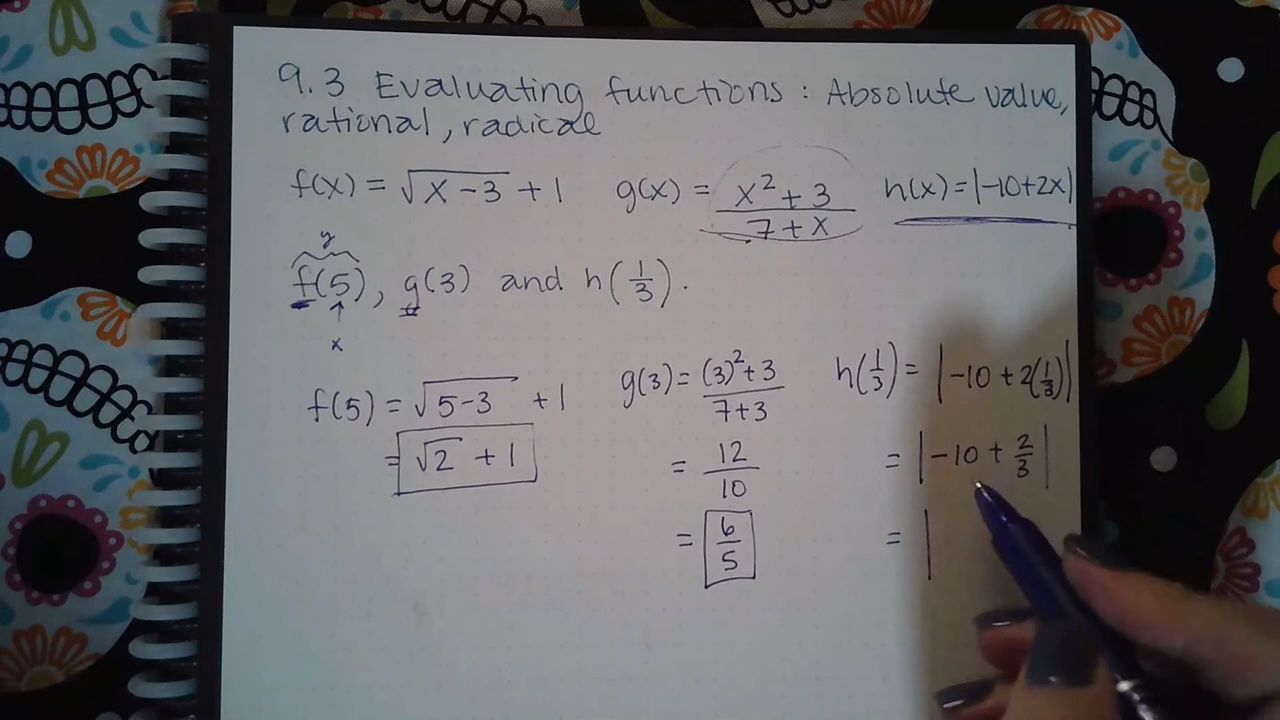 9.3 Evaluating functions: Absolute value,
rational, radical
f(x) = √(x-3) + 1 g(x) = (x² + 3)/(7 + x) h(x) = |-10+2x|
y
f(5), g(3) and h(1/3).
x
f(5) = √(5-3) + 1 g(3) = ((3)² + 3)/(7+3) h(1/3) = |-10 + 2(1/3)|
= √2 + 1 = 12/10 = |-10 + 2/3|
= 6/5 = |